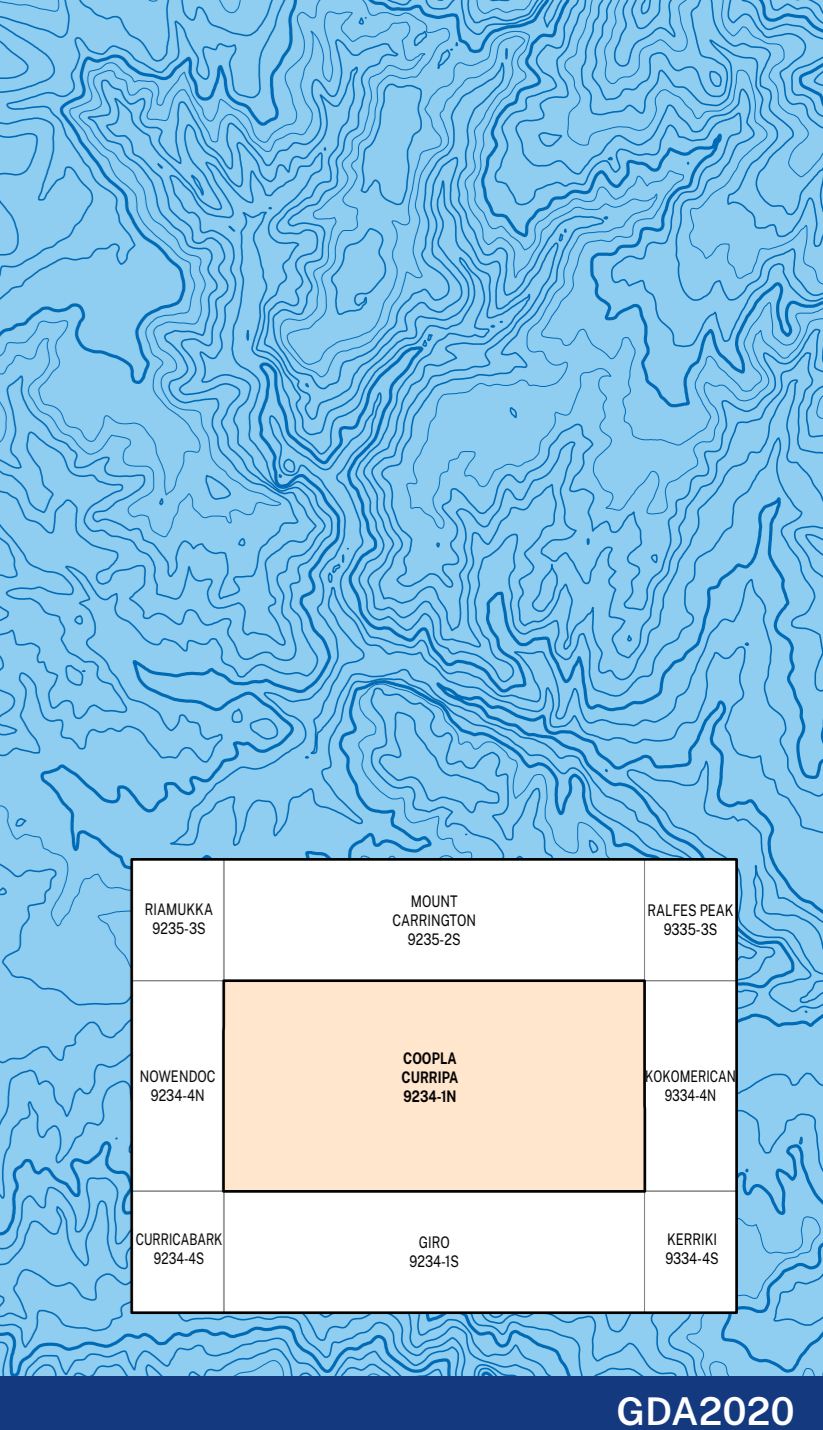 RIAMUKKA
9235-3S
MOUNT
CARRINGTON
9235-2S
RALFES PEAK
9335-3S
NOWENDOC
9234-4N
COOPLA
CURRIPA
9234-1N
KOKOMERICAN
9334-4N
CURRICABARK
9234-4S
GIRO
9234-1S
KERRIKI
9334-4S
GDA2020